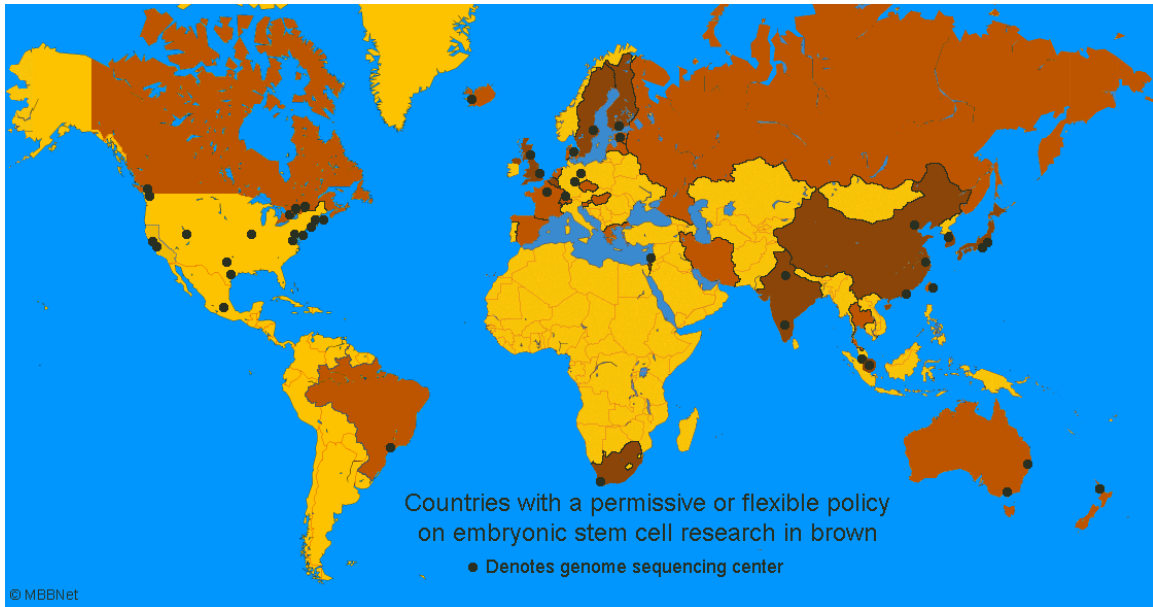 Countries with a permissive or flexible policy
on embryonic stem cell research in brown
● Denotes genome sequencing center
© MBBNet